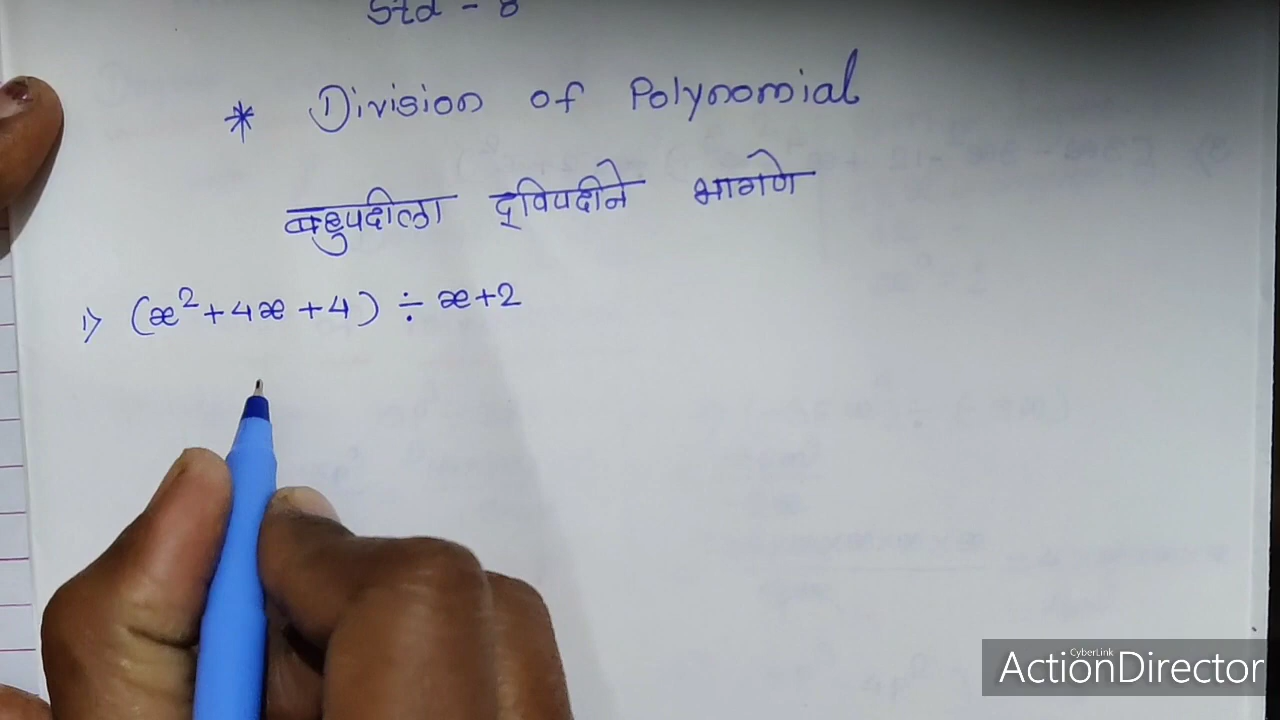 Std - 8
* Division of Polynomial
बहुपदीला द्विपदीने भागणे
1> (x² + 4x + 4) ÷ x + 2
CyberLink
ActionDirector